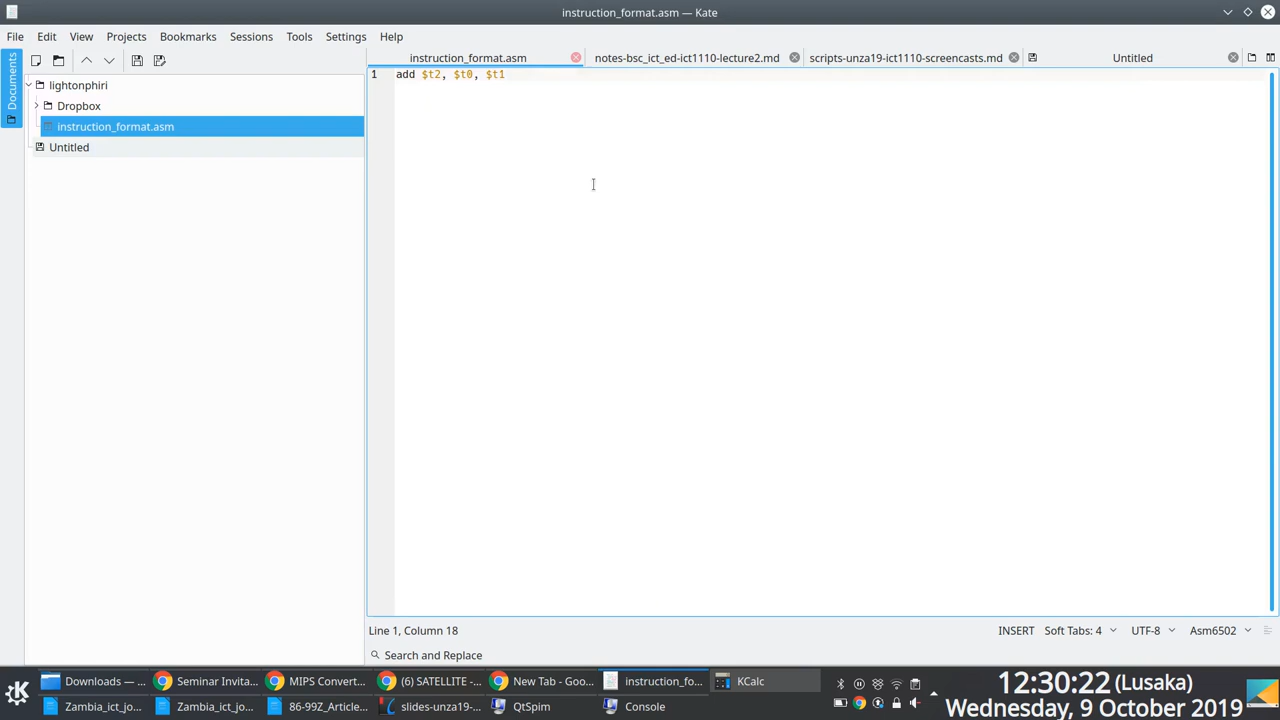 instruction_format.asm — Kate
File Edit View Projects Bookmarks Sessions Tools Settings Help
Documents
instruction_format.asm notes-bsc_ict_ed-ict1110-lecture2.md scripts-unza19-ict1110-screencasts.md Untitled
1 add $t2, $t0, $t1
lightonphiri
Dropbox
instruction_format.asm
Untitled
Line 1, Column 18 INSERT Soft Tabs: 4 UTF-8 Asm6502
Search and Replace
Downloads — ... Seminar Invita... MIPS Convert... (6) SATELLITE -... New Tab - Goo... instruction_fo... KCalc
Zambia_ict_jo... Zambia_ict_jo... 86-99Z_Article... slides-unza19-... QtSpim Console
12:30:22 (Lusaka)
Wednesday, 9 October 2019